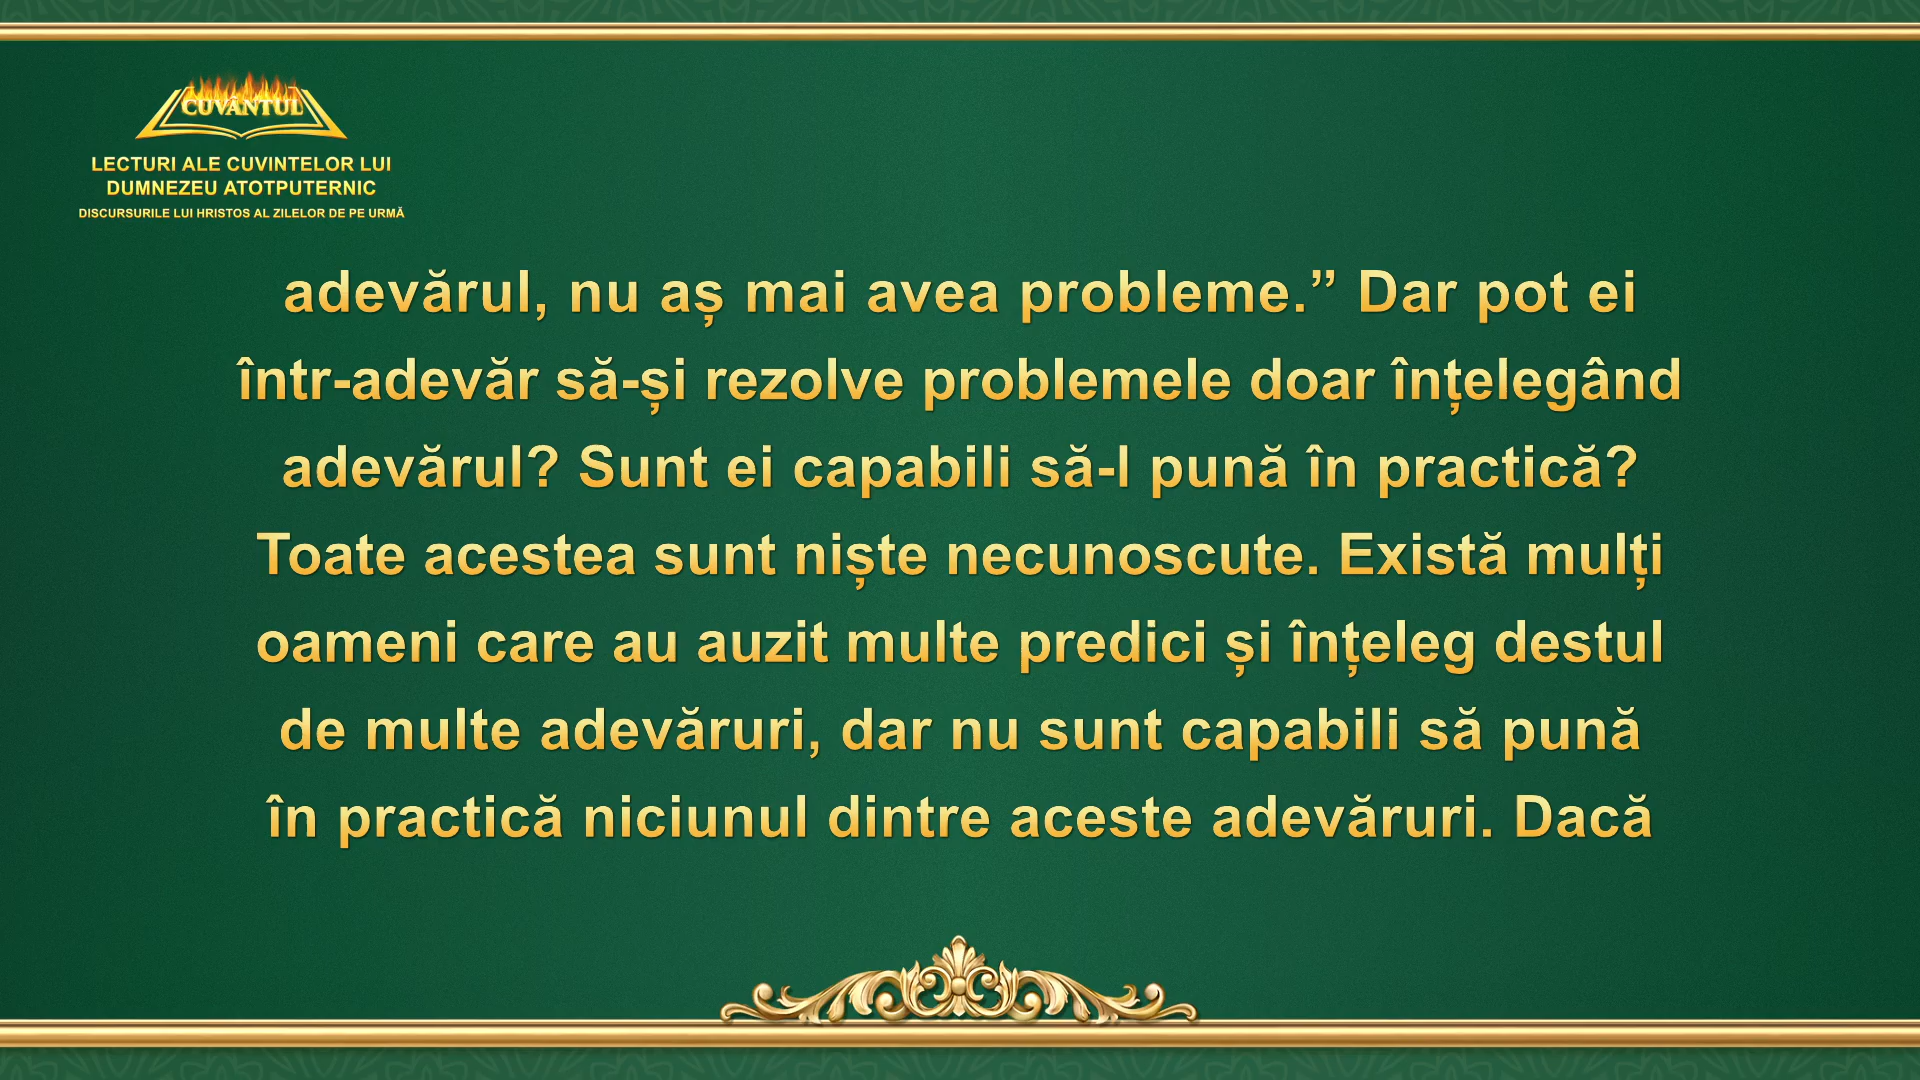 CUVÂNTUL
LECTURI ALE CUVINTELOR LUI
DUMNEZEU ATOTPUTERNIC
DISCURSURILE LUI HRISTOS AL ZILELOR DE PE URMĂ
adevărul, nu aș mai avea probleme.” Dar pot ei
într-adevăr să-și rezolve problemele doar înțelegând
adevărul? Sunt ei capabili să-l pună în practică?
Toate acestea sunt niște necunoscute. Există mulți
oameni care au auzit multe predici și înțeleg destul
de multe adevăruri, dar nu sunt capabili să pună
în practică niciunul dintre aceste adevăruri. Dacă